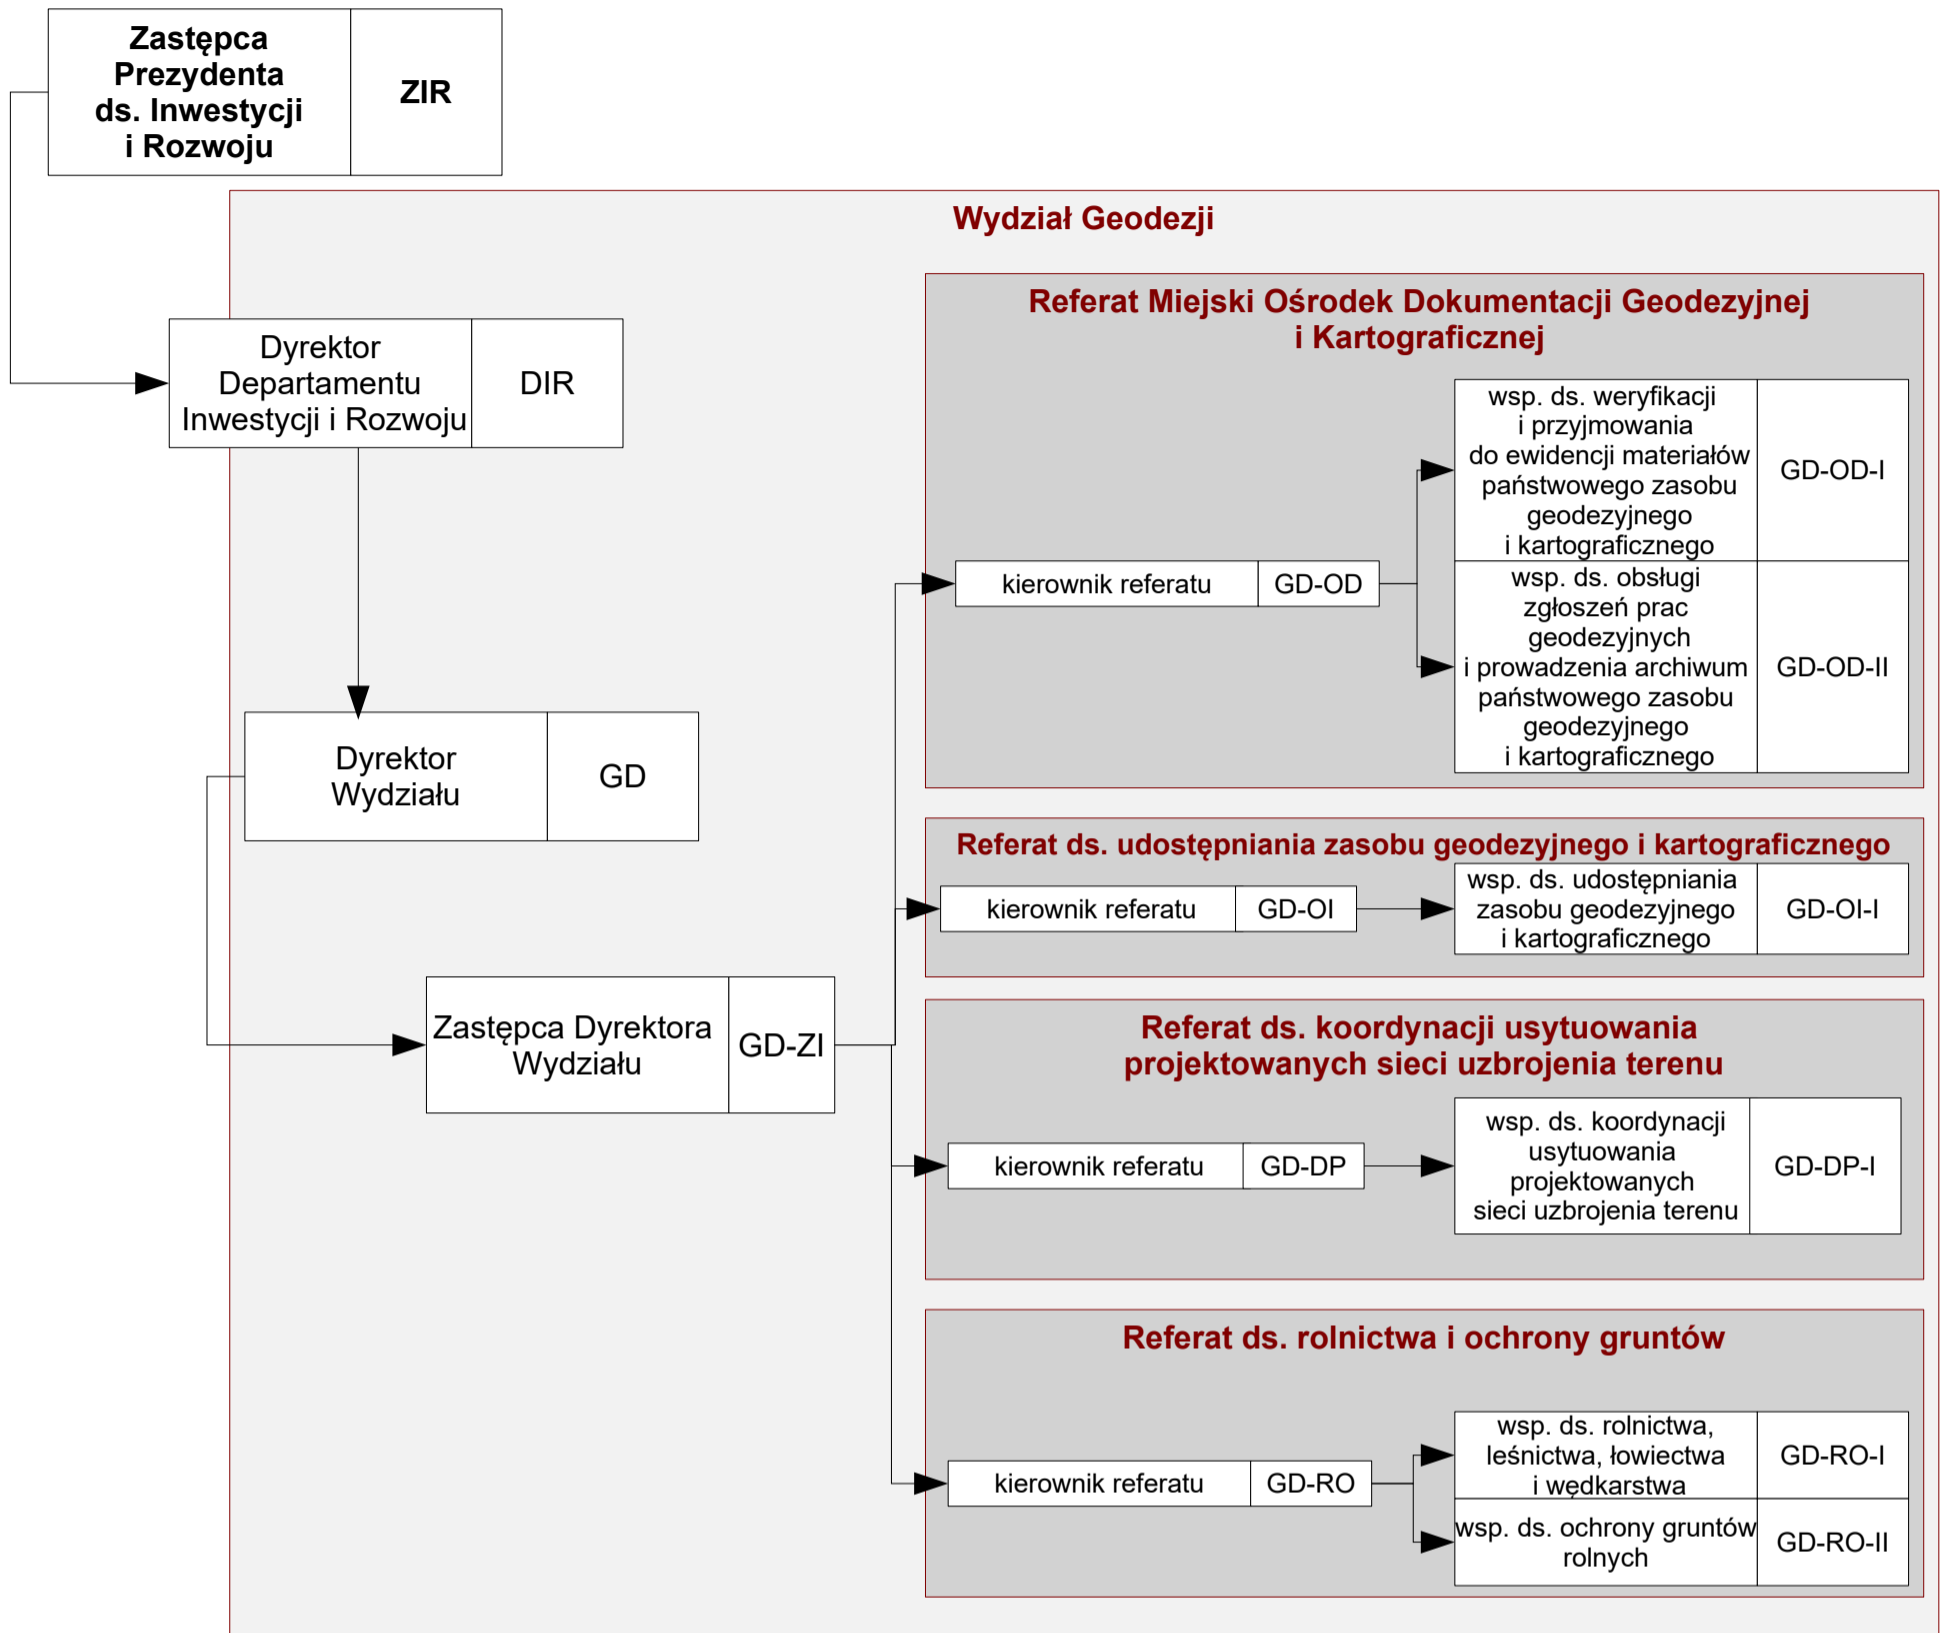 Zastępca
Prezydenta
ds. Inwestycji
i Rozwoju
ZIR
Wydział Geodezji
Dyrektor
Departamentu
Inwestycji i Rozwoju
DIR
Dyrektor
Wydziału
GD
Zastępca Dyrektora
Wydziału
GD-ZI
Referat Miejski Ośrodek Dokumentacji Geodezyjnej
i Kartograficznej
kierownik referatu
GD-OD
wsp. ds. weryfikacji
i przyjmowania
do ewidencji materiałów
państwowego zasobu
geodezyjnego
i kartograficznego
GD-OD-I
wsp. ds. obsługi
zgłoszeń prac
geodezyjnych
i prowadzenia archiwum
państwowego zasobu
geodezyjnego
i kartograficznego
GD-OD-II
Referat ds. udostępniania zasobu geodezyjnego i kartograficznego
kierownik referatu
GD-OI
wsp. ds. udostępniania
zasobu geodezyjnego
i kartograficznego
GD-OI-I
Referat ds. koordynacji usytuowania
projektowanych sieci uzbrojenia terenu
kierownik referatu
GD-DP
wsp. ds. koordynacji
usytuowania
projektowanych
sieci uzbrojenia terenu
GD-DP-I
Referat ds. rolnictwa i ochrony gruntów
kierownik referatu
GD-RO
wsp. ds. rolnictwa,
leśnictwa, łowiectwa
i wędkarstwa
GD-RO-I
wsp. ds. ochrony gruntów
rolnych
GD-RO-II